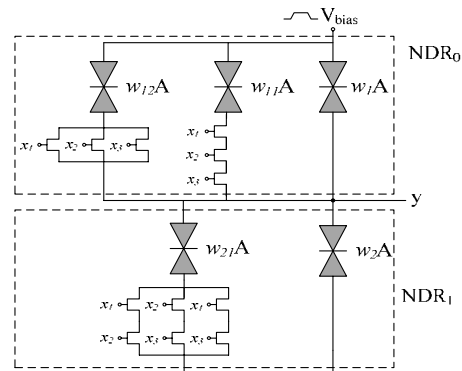 V_bias
NDR_0
w_12A w_11A w_1A
x_1
x_1 x_2 x_3 x_2
x_3
y
w_21A w_2A
NDR_1
x_1 x_2 x_1
x_2 x_3 x_3